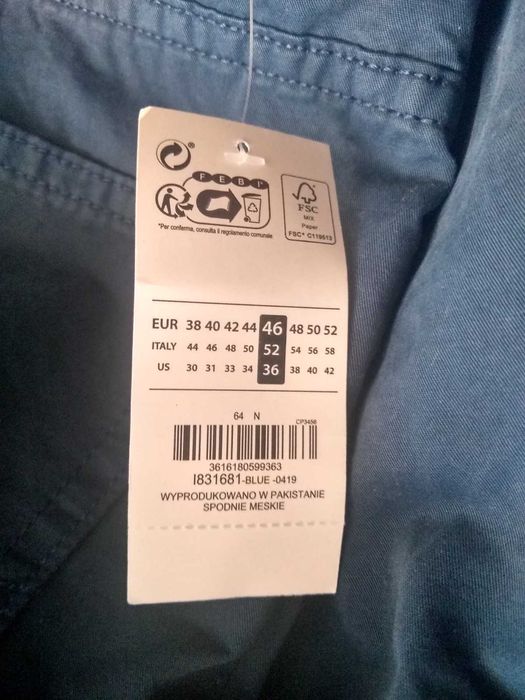 F E B I*
*Per conferma, consulta il regolamento comunale
FSC
MIX
Paper
FSC® C119513
EUR 38 40 42 44 46 48 50 52
ITALY 44 46 48 50 52 54 56 58
US 30 31 33 34 36 38 40 42
64 N
CP3456
3616180599363
I831681-BLUE -0419
WYPRODUKOWANO W PAKISTANIE
SPODNIE MESKIE